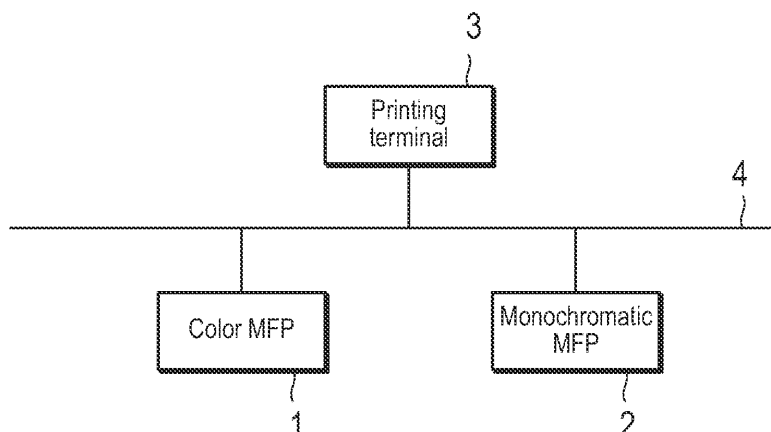 3
Printing
terminal
4
Color MFP
Monochromatic
MFP
1
2